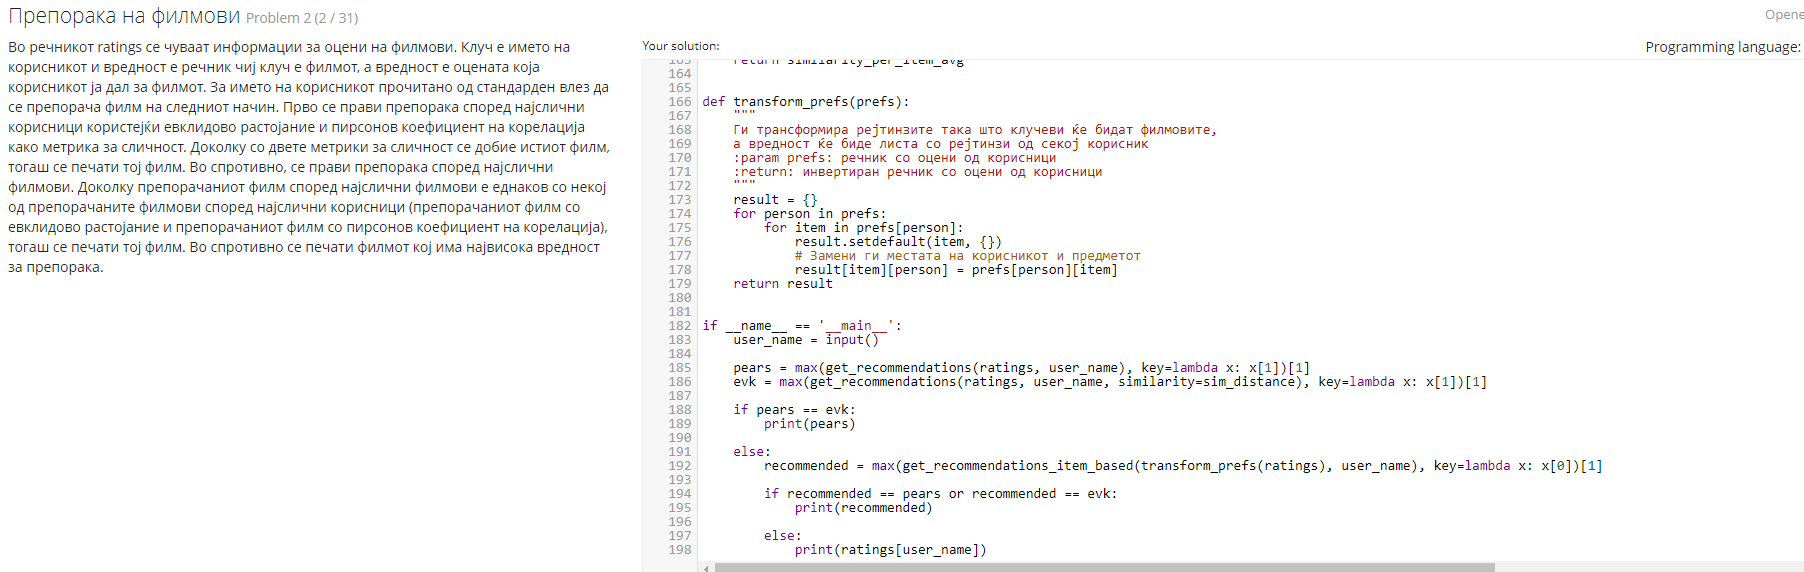 Препорака на филмови Problem 2 (2 / 31)
Opene
Во речникот ratings се чуваат информации за оцени на филмови. Клуч е името на
корисникот и вредност е речник чиј клуч е филмот, а вредност е оцената која
корисникот ја дал за филмот. За името на корисникот прочитано од стандарден влез да
се препорача филм на следниот начин. Прво се прави препорака според најслични
корисници користејќи евклидово растојание и пирсонов коефициент на корелација
како метрика за сличност. Доколку со двете метрики за сличност се добие истиот филм,
тогаш се печати тој филм. Во спротивно, се прави препорака според најслични
филмови. Доколку препорачаниот филм според најслични филмови е еднаков со некој
од препорачаните филмови според најслични корисници (препорачаниот филм со
евклидово растојание и препорачаниот филм со пирсонов коефициент на корелација),
тогаш се печати тој филм. Во спротивно се печати филмот кој има највисока вредност
за препорака.
Your solution:
Programming language:
163     return similarity_per_item_avg
164
165
166 def transform_prefs(prefs):
167     """
168     Ги трансформира рејтинзите така што клучеви ќе бидат филмовите,
169     а вредност ќе биде листа со рејтинзи од секој корисник
170     :param prefs: речник со оцени од корисници
171     :return: инвертиран речник со оцени од корисници
172     """
173     result = {}
174     for person in prefs:
175         for item in prefs[person]:
176             result.setdefault(item, {})
177             # Замени ги местата на корисникот и предметот
178             result[item][person] = prefs[person][item]
179     return result
180
181
182 if __name__ == '__main__':
183     user_name = input()
184
185     pears = max(get_recommendations(ratings, user_name), key=lambda x: x[1])[1]
186     evk = max(get_recommendations(ratings, user_name, similarity=sim_distance), key=lambda x: x[1])[1]
187
188     if pears == evk:
189         print(pears)
190
191     else:
192         recommended = max(get_recommendations_item_based(transform_prefs(ratings), user_name), key=lambda x: x[0])[1]
193
194         if recommended == pears or recommended == evk:
195             print(recommended)
196
197         else:
198             print(ratings[user_name])